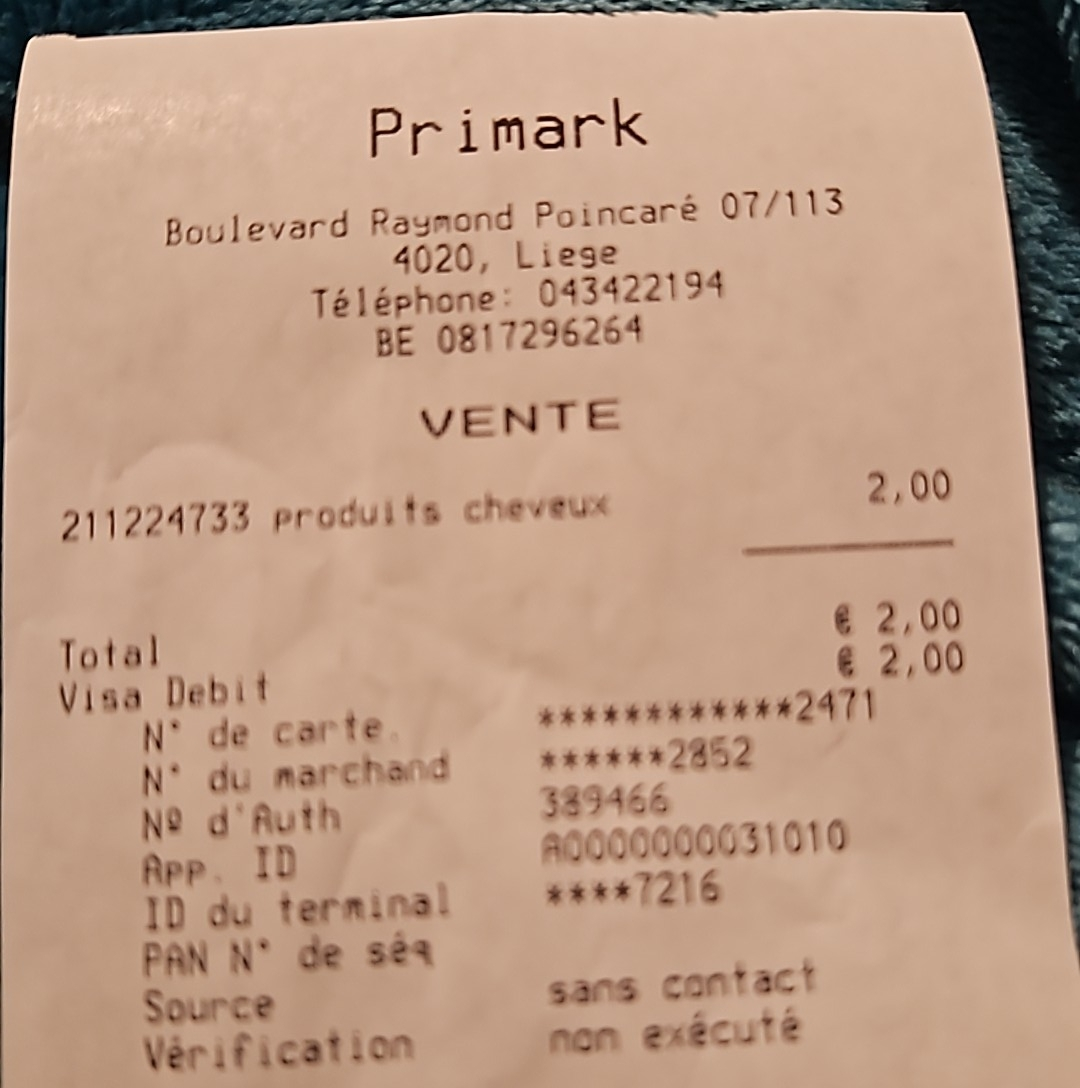 Primark
Boulevard Raymond Poincaré 07/113
4020, Liege
Téléphone: 043422194
BE 0817296264
VENTE
211224733 produits cheveux 2,00
Total € 2,00
Visa Debit € 2,00
N° de carte. ************2471
N° du marchand ******2852
Nº d'Auth 389466
App. ID A0000000031010
ID du terminal ****7216
PAN N° de séq
Source sans contact
Vérification non exécuté